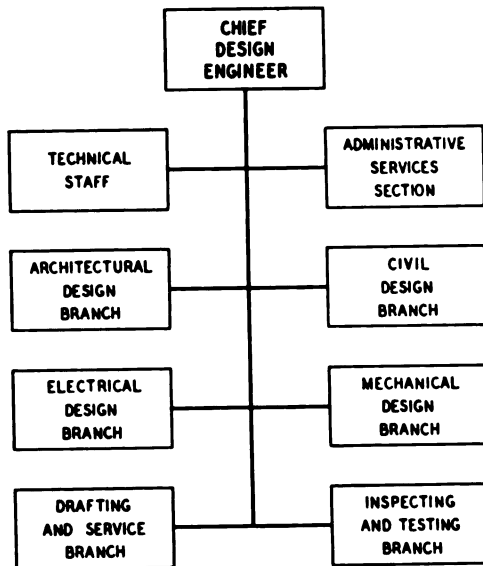 CHIEF
DESIGN
ENGINEER
TECHNICAL
STAFF
ADMINISTRATIVE
SERVICES
SECTION
ARCHITECTURAL
DESIGN
BRANCH
CIVIL
DESIGN
BRANCH
ELECTRICAL
DESIGN
BRANCH
MECHANICAL
DESIGN
BRANCH
DRAFTING
AND SERVICE
BRANCH
INSPECTING
AND TESTING
BRANCH